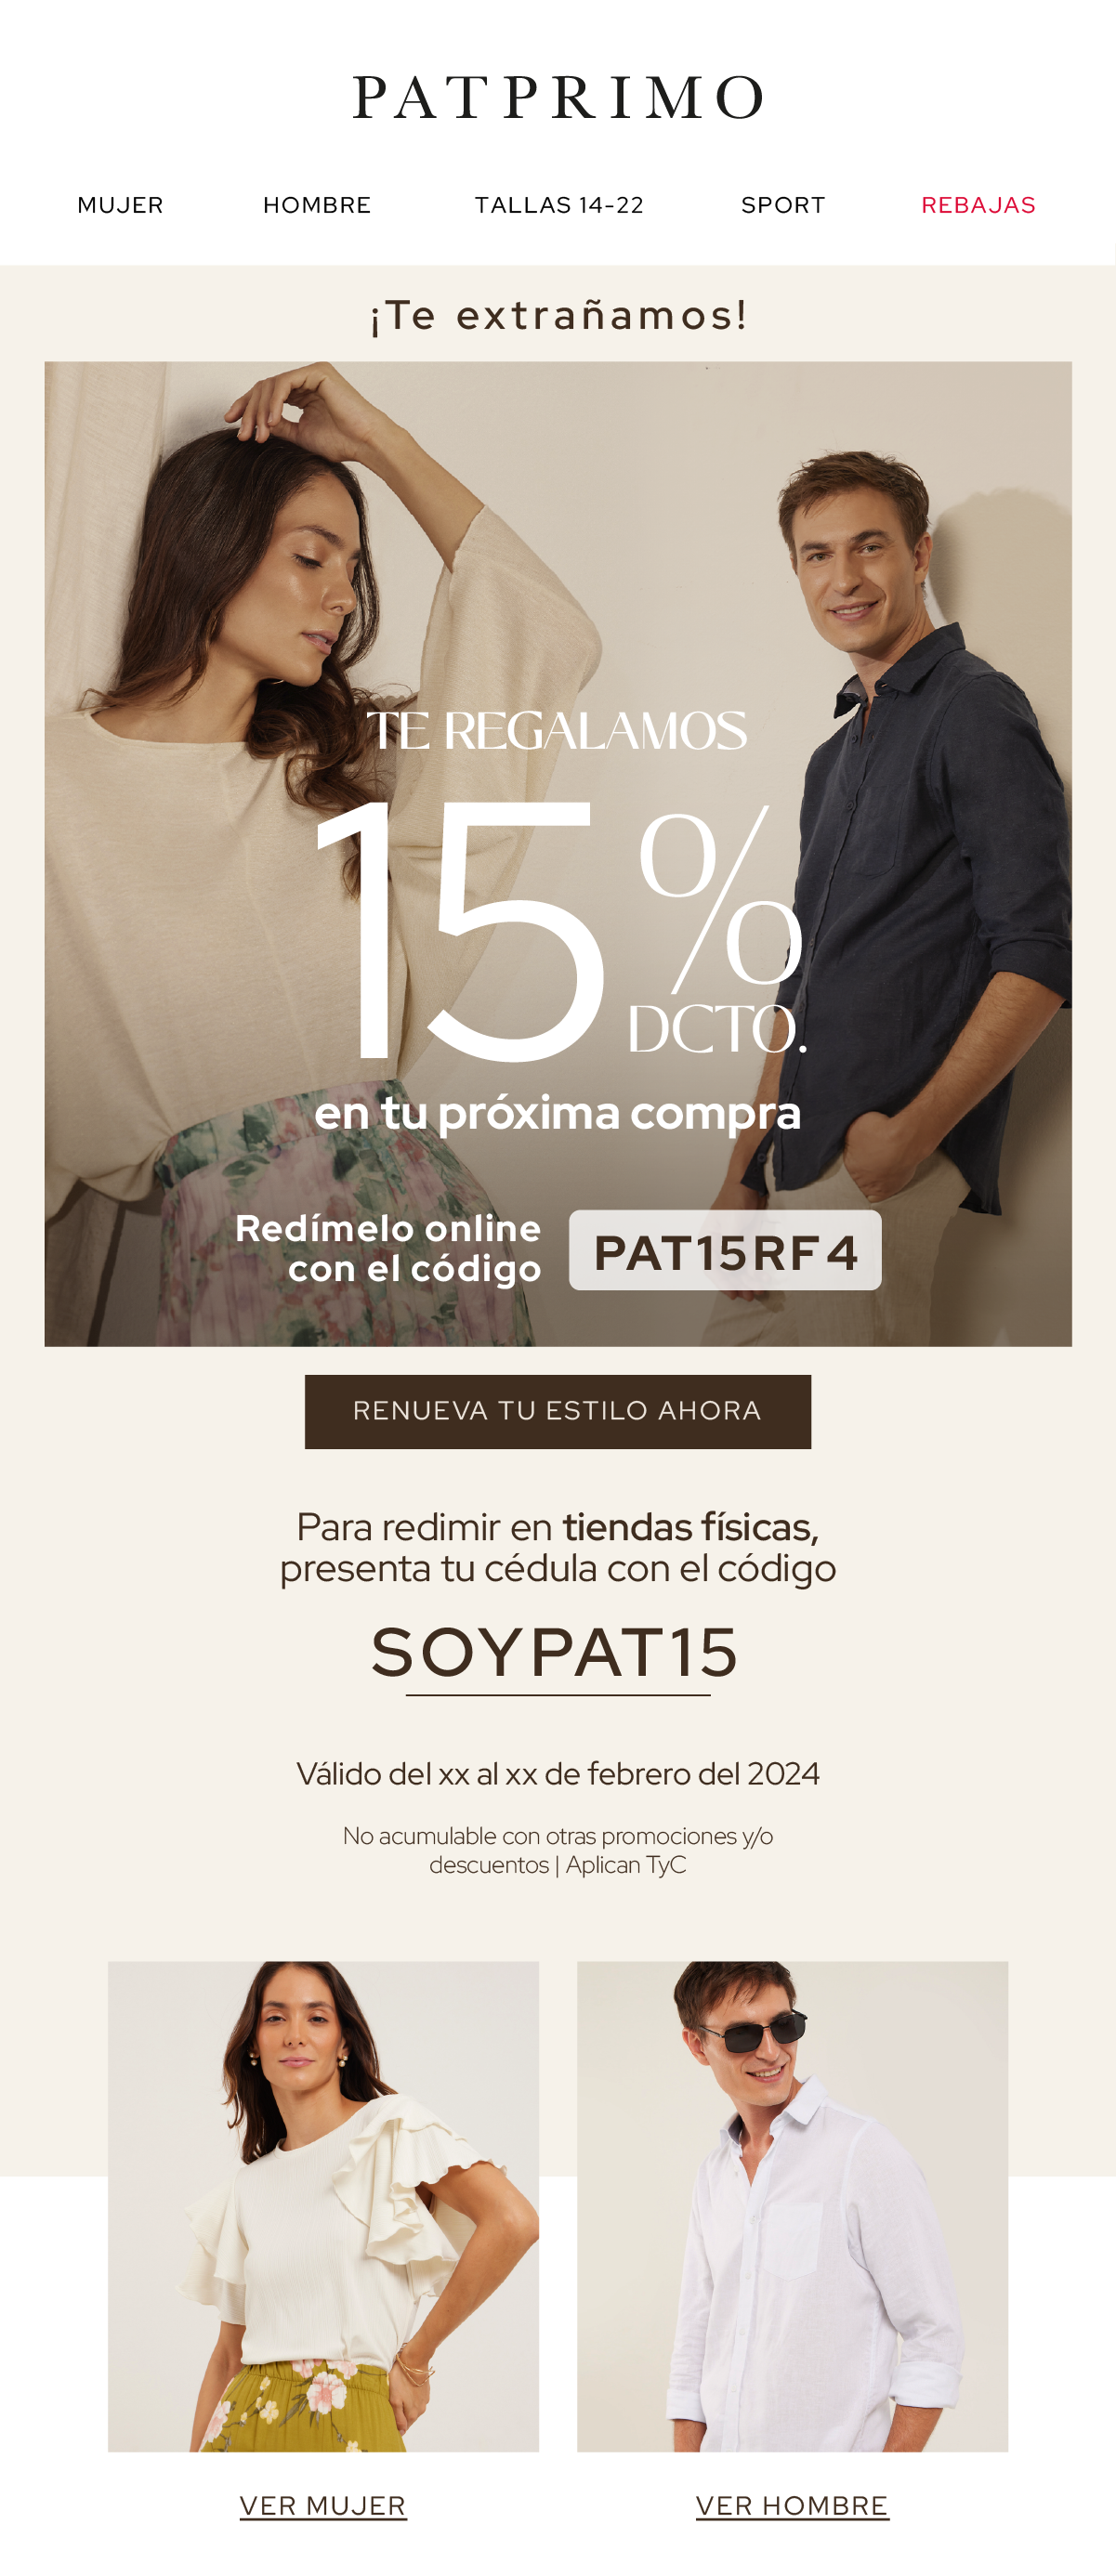 PATPRIMO
MUJER HOMBRE TALLAS 14-22 SPORT REBAJAS
¡Te extrañamos!
TE REGALAMOS
15%
DCTO.
en tu próxima compra
Redímelo online
con el código
PAT15RF4
RENUEVA TU ESTILO AHORA
Para redimir en tiendas físicas,
presenta tu cédula con el código
SOYPAT15
Válido del xx al xx de febrero del 2024
No acumulable con otras promociones y/o
descuentos | Aplican TyC
VER MUJER VER HOMBRE